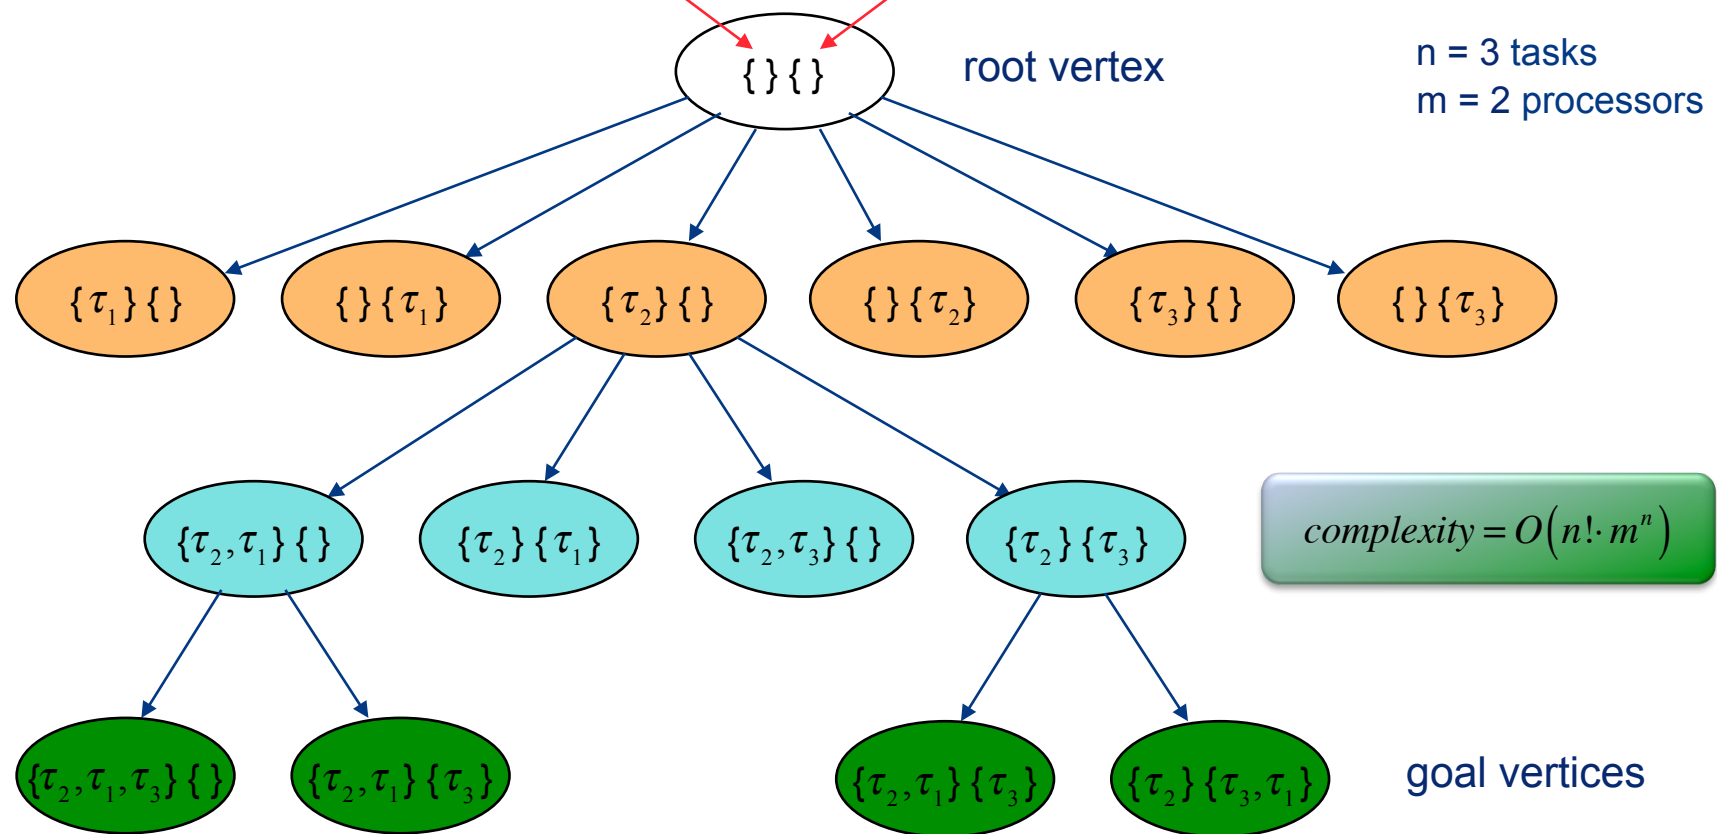 { } { }
root vertex
n = 3 tasks
m = 2 processors
{τ₁} { }
{ } {τ₁}
{τ₂} { }
{ } {τ₂}
{τ₃} { }
{ } {τ₃}
{τ₂,τ₁} { }
{τ₂} {τ₁}
{τ₂,τ₃} { }
{τ₂} {τ₃}
complexity = O(n!· mⁿ)
{τ₂,τ₁,τ₃} { }
{τ₂,τ₁} {τ₃}
{τ₂,τ₁} {τ₃}
{τ₂} {τ₃,τ₁}
goal vertices